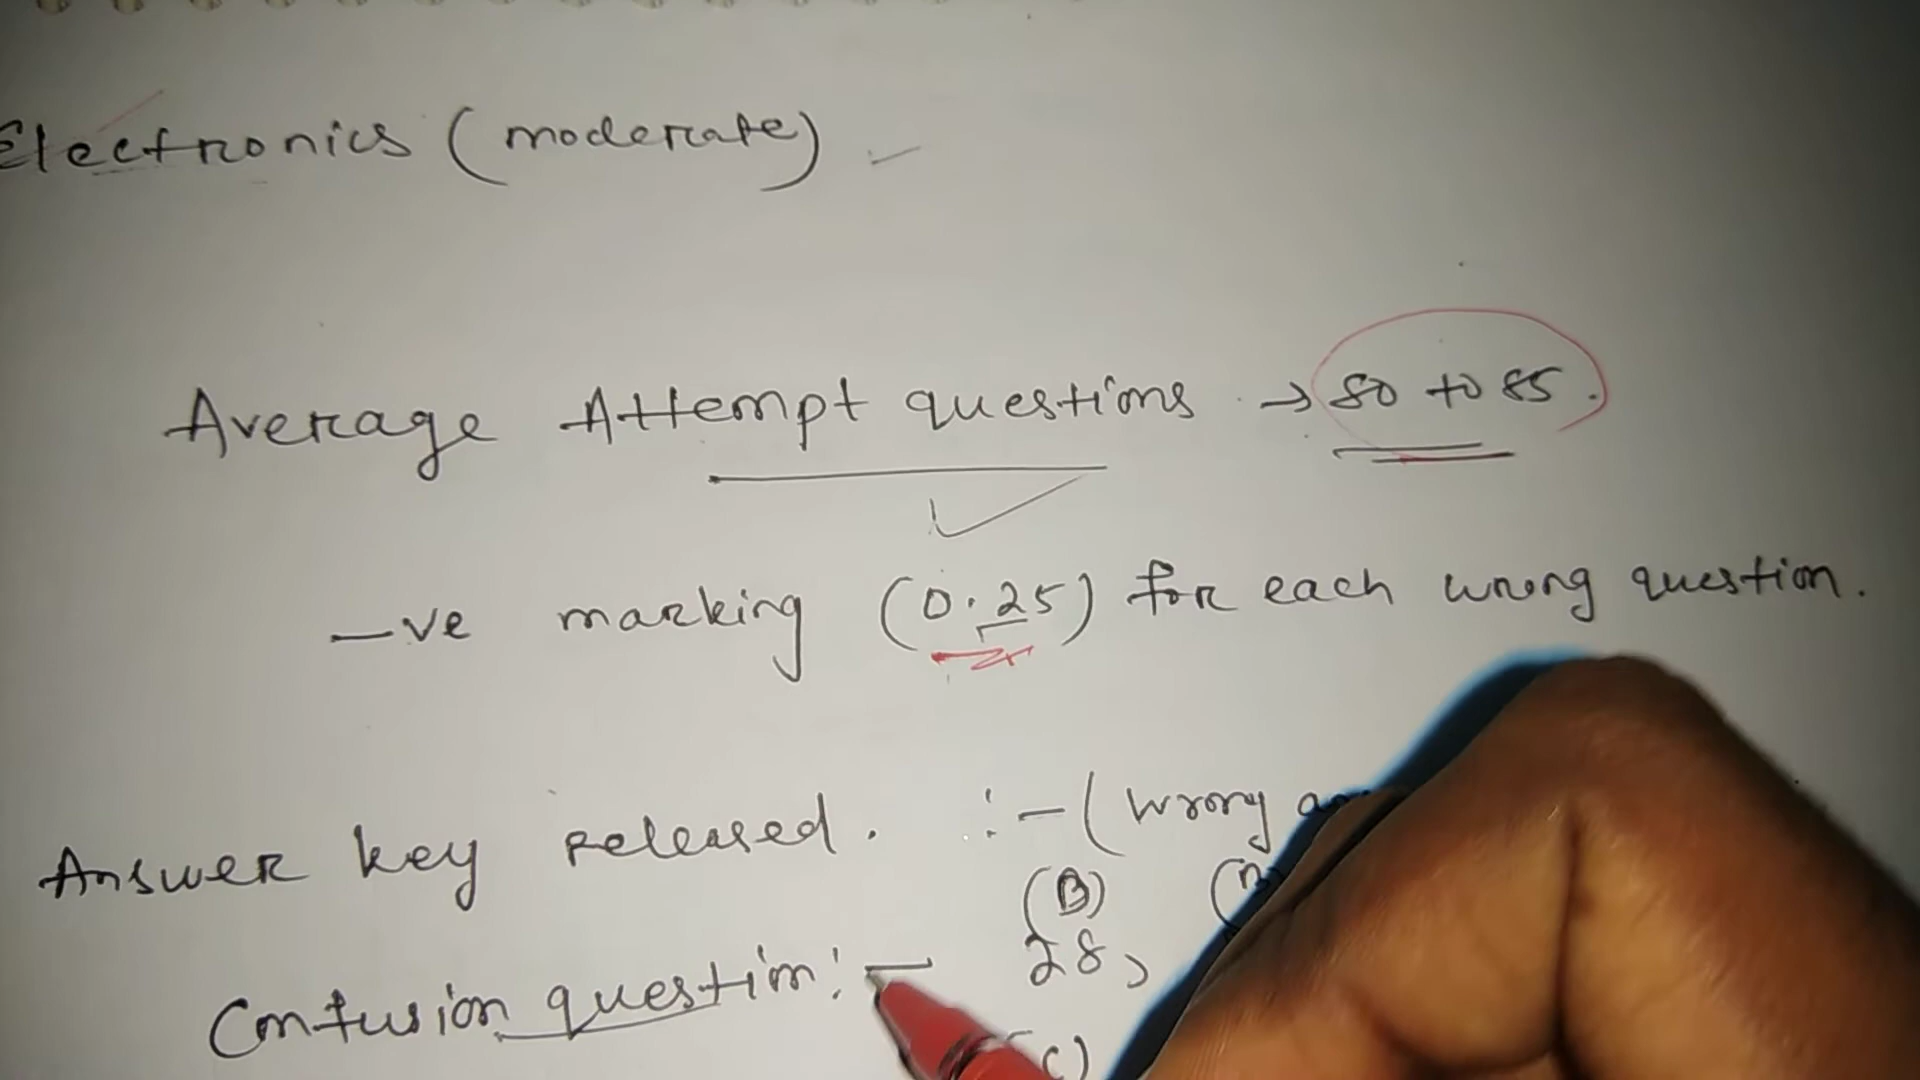 Electronics (moderate)
Average Attempt questions → 80 to 85.
-ve marking (0.25) for each wrong question.
Answer key released. :- (wrong
(B) (B)
Confusion question:- 28,
(c)